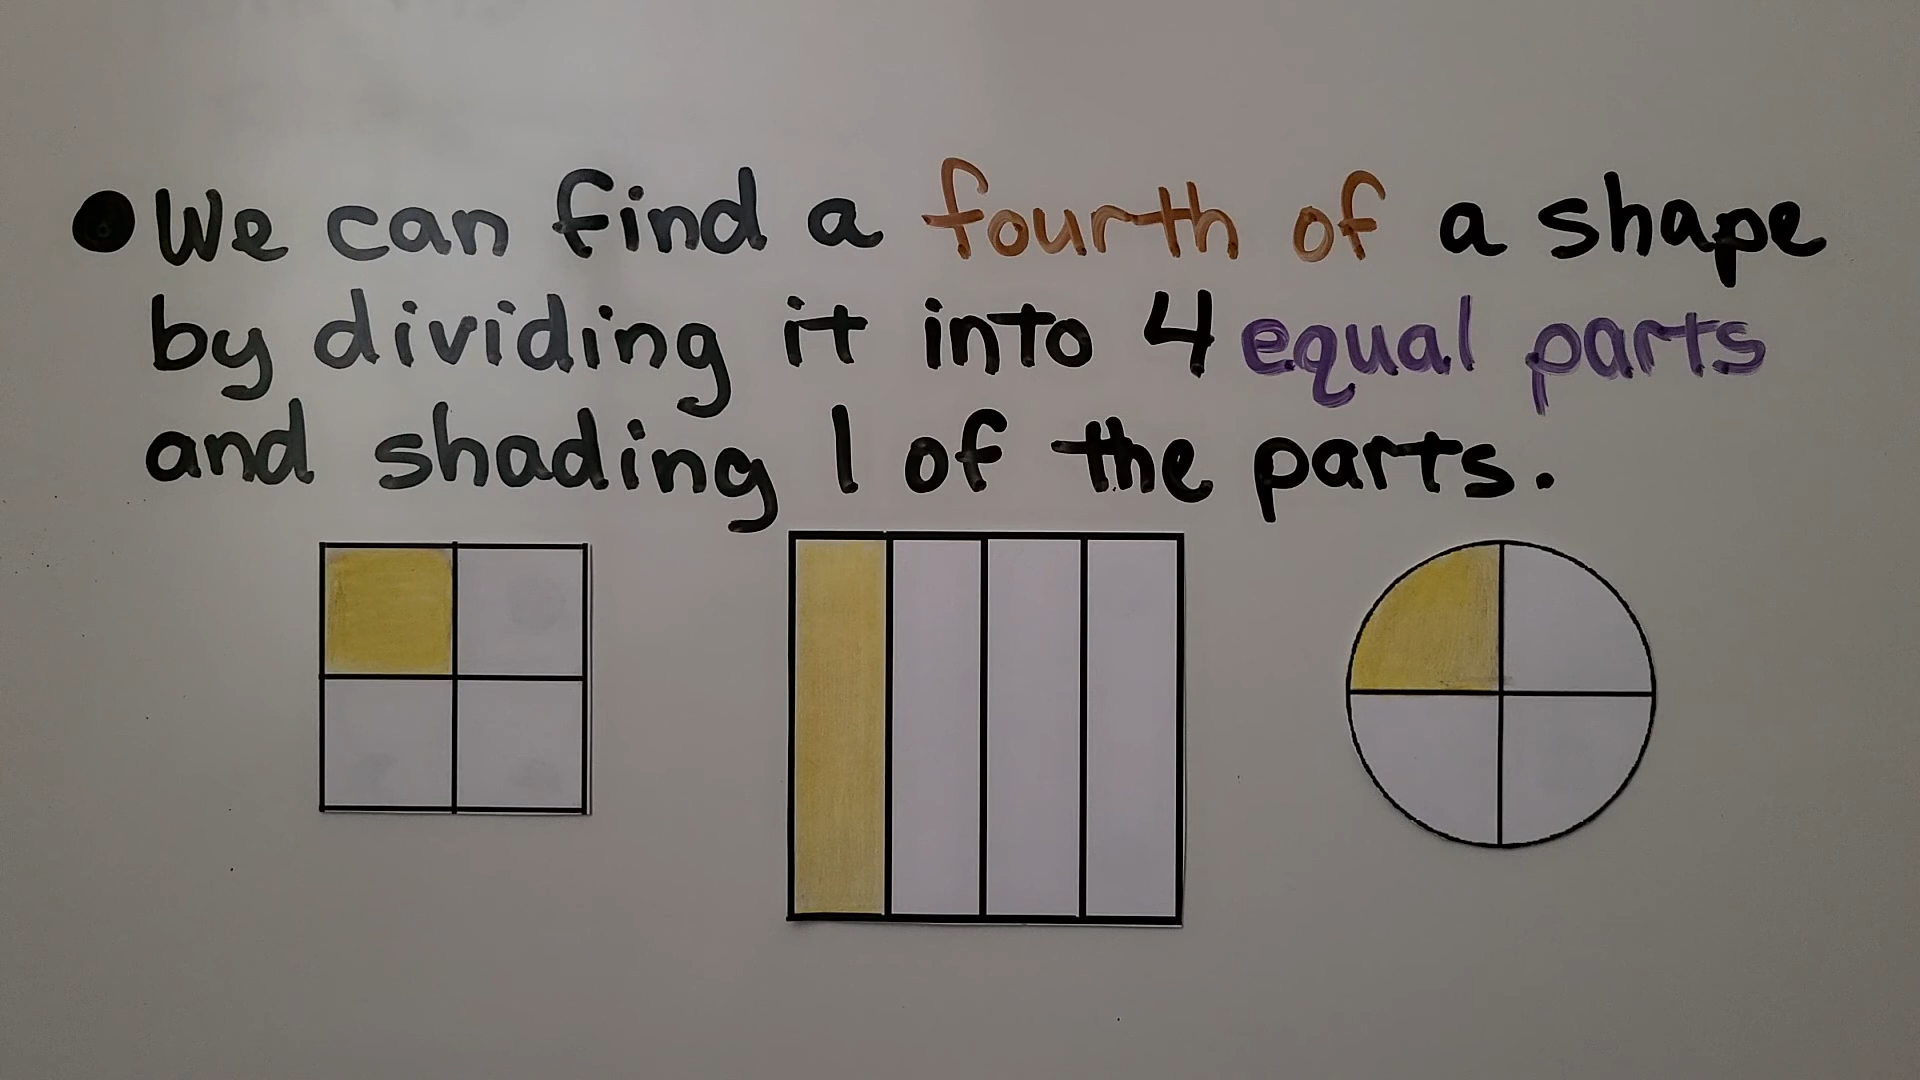 ●We can find a fourth of a shape
by dividing it into 4 equal parts
and shading 1 of the parts.